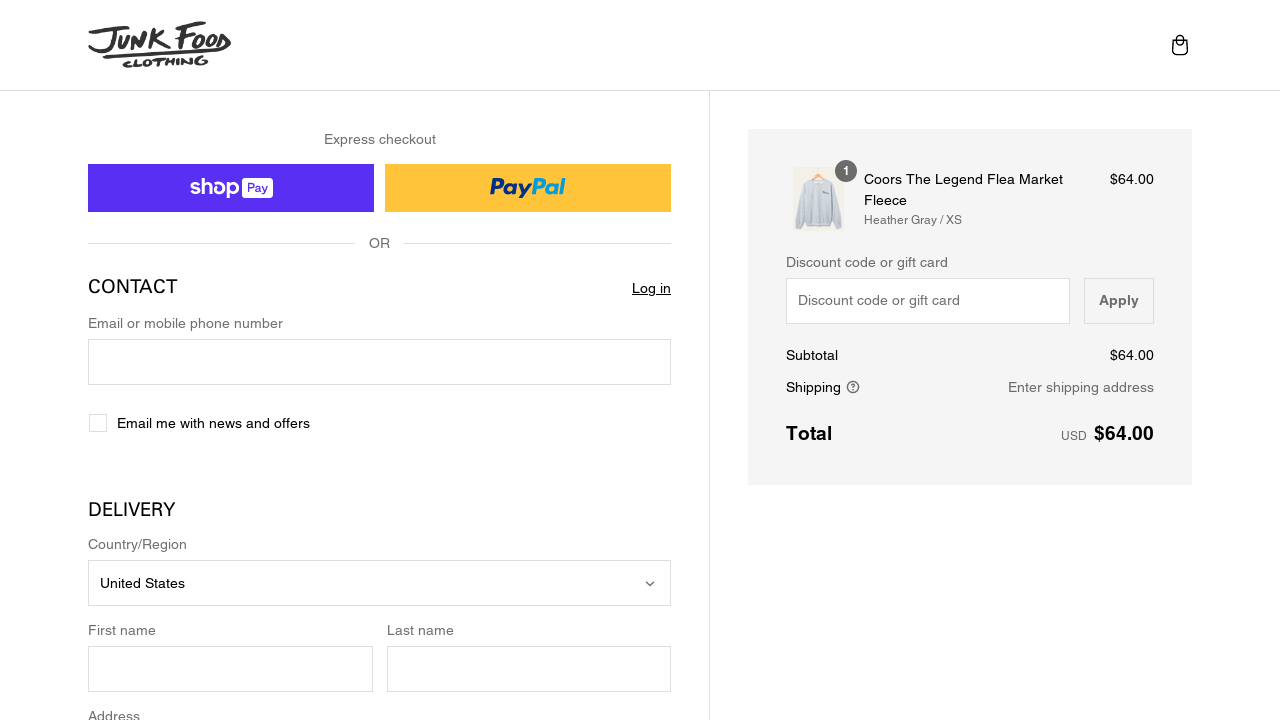 JUNK FOOD
CLOTHING
Express checkout
shop Pay
PayPal
OR
CONTACT
Log in
Email or mobile phone number
Email me with news and offers
DELIVERY
Country/Region
United States
First name
Last name
Address
1
Coors The Legend Flea Market
Fleece
Heather Gray / XS
$64.00
Discount code or gift card
Discount code or gift card
Apply
Subtotal
$64.00
Shipping
Enter shipping address
Total
USD $64.00